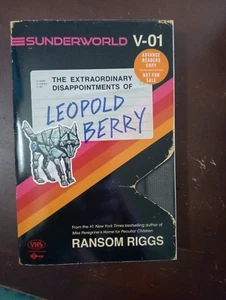 SUNDERWORLD V-01
ADVANCE
READERS
COPY
NOT FOR
SALE
THE EXTRAORDINARY
DISAPPOINTMENTS OF
LEOPOLD
BERRY
From the #1 New York Times bestselling author of
Miss Peregrine's Home for Peculiar Children
RANSOM RIGGS
VHS